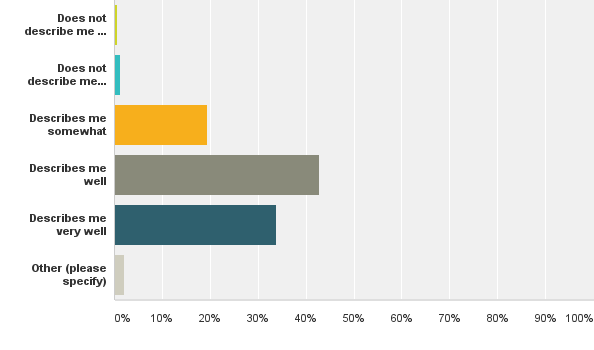 Does not
describe me ...
Does not
describe me...
Describes me
somewhat
Describes me
well
Describes me
very well
Other (please
specify)
0% 10% 20% 30% 40% 50% 60% 70% 80% 90% 100%